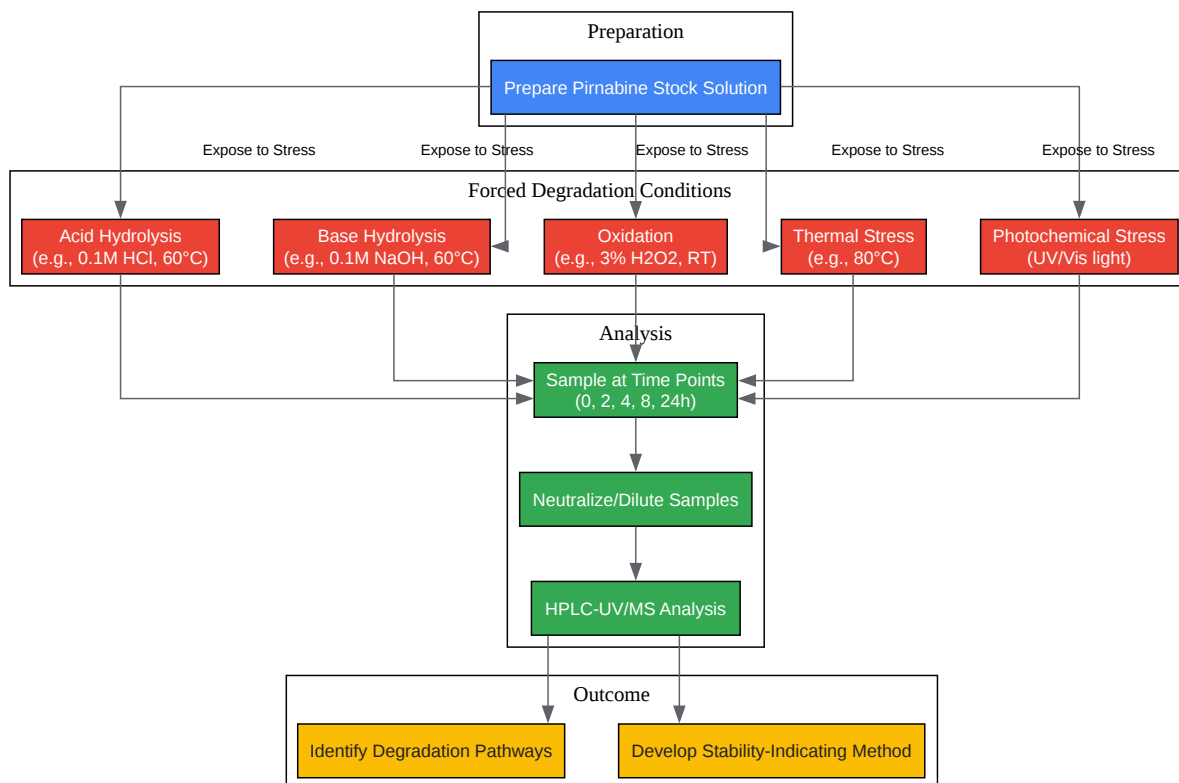 Preparation
Prepare Pirnabine Stock Solution
Expose to Stress
Expose to Stress
Expose to Stress
Expose to Stress
Expose to Stress
Forced Degradation Conditions
Acid Hydrolysis
(e.g., 0.1M HCl, 60°C)
Base Hydrolysis
(e.g., 0.1M NaOH, 60°C)
Oxidation
(e.g., 3% H2O2, RT)
Thermal Stress
(e.g., 80°C)
Photochemical Stress
(UV/Vis light)
Analysis
Sample at Time Points
(0, 2, 4, 8, 24h)
Neutralize/Dilute Samples
HPLC-UV/MS Analysis
Outcome
Identify Degradation Pathways
Develop Stability-Indicating Method